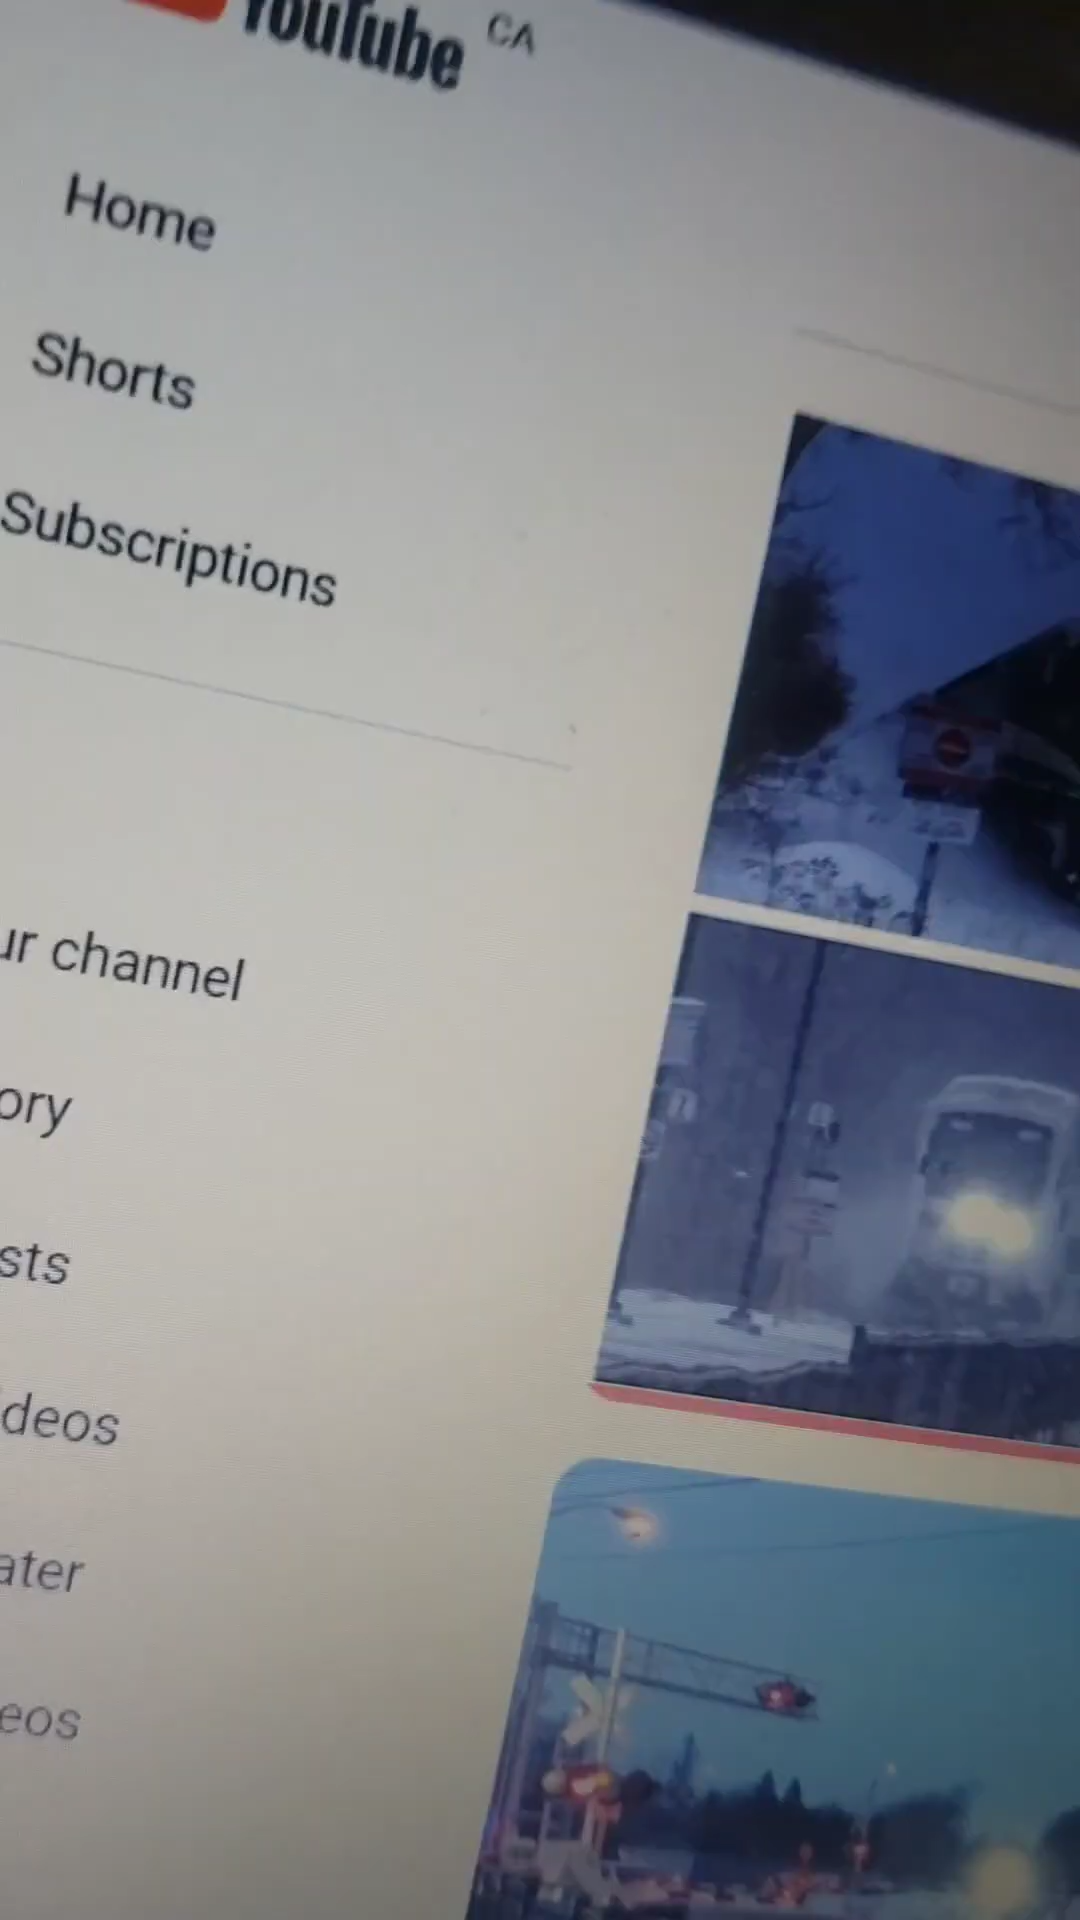 YouTube CA
Home
Shorts
Subscriptions
ur channel
ory
sts
deos
ater
eos